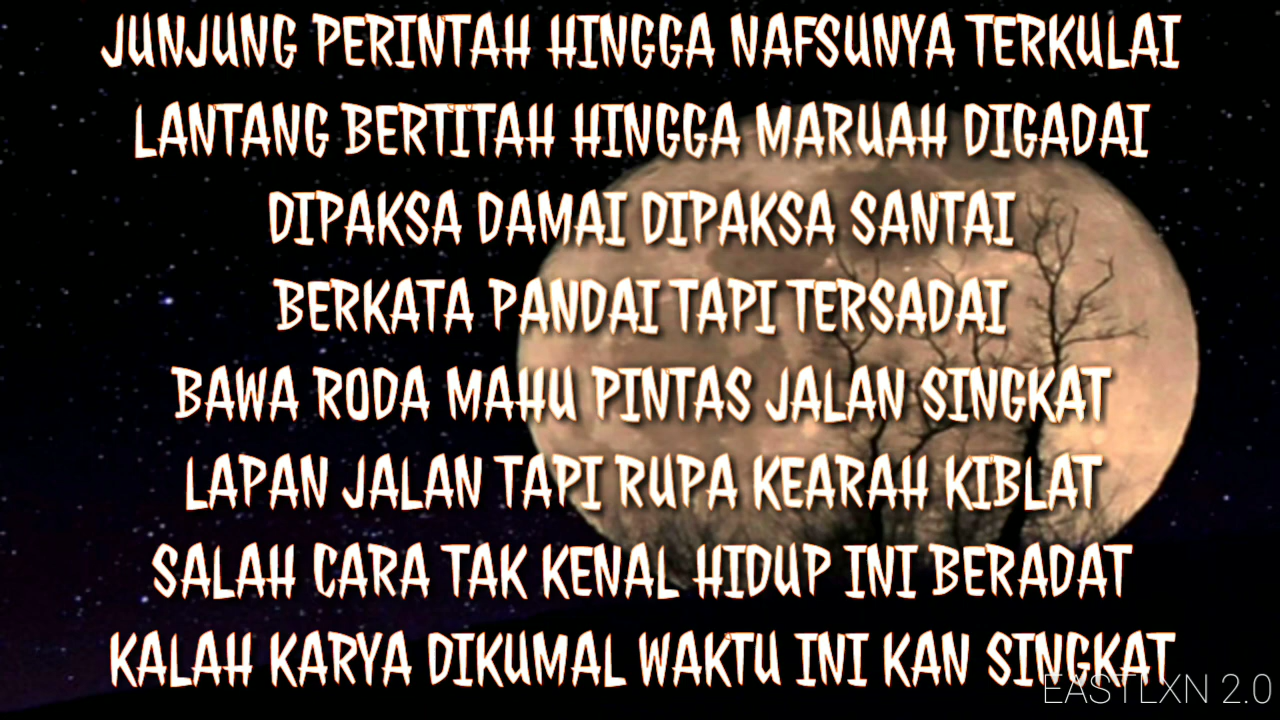 JUNJUNG PERINTAH HINGGA NAFSUNYA TERKULAI
LANTANG BERTITAH HINGGA MARUAH DIGADAI
DIPAKSA DAMAI DIPAKSA SANTAI
BERKATA PANDAI TAPI TERSADAI
BAWA RODA MAHU PINTAS JALAN SINGKAT
LAPAN JALAN TAPI RUPA KEARAH KIBLAT
SALAH CARA TAK KENAL HIDUP INI BERADAT
KALAH KARYA DIKUMAL WAKTU INI KAN SINGKAT
EASTLXN 2.0